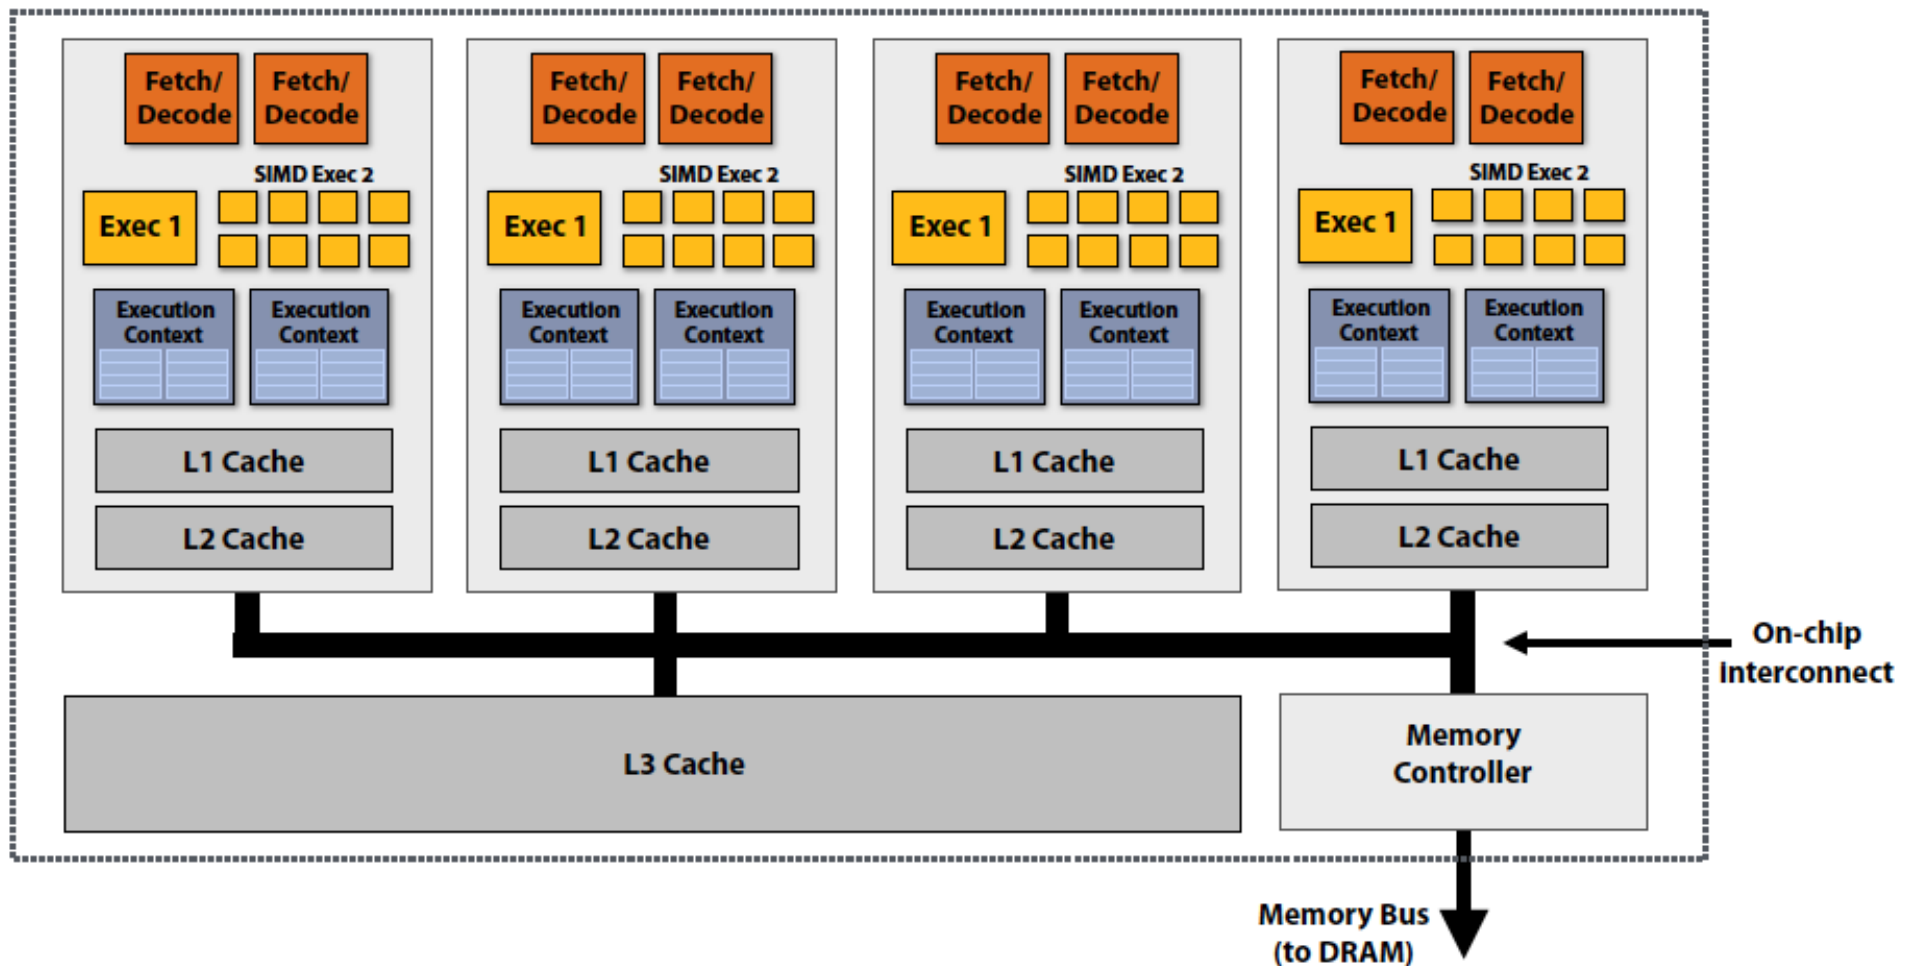 Fetch/
Decode
Fetch/
Decode
SIMD Exec 2
Exec 1
Execution
Context
Execution
Context
L1 Cache
L2 Cache
Fetch/
Decode
Fetch/
Decode
SIMD Exec 2
Exec 1
Execution
Context
Execution
Context
L1 Cache
L2 Cache
Fetch/
Decode
Fetch/
Decode
SIMD Exec 2
Exec 1
Execution
Context
Execution
Context
L1 Cache
L2 Cache
Fetch/
Decode
Fetch/
Decode
SIMD Exec 2
Exec 1
Execution
Context
Execution
Context
L1 Cache
L2 Cache
On-chip
interconnect
L3 Cache
Memory
Controller
Memory Bus
(to DRAM)